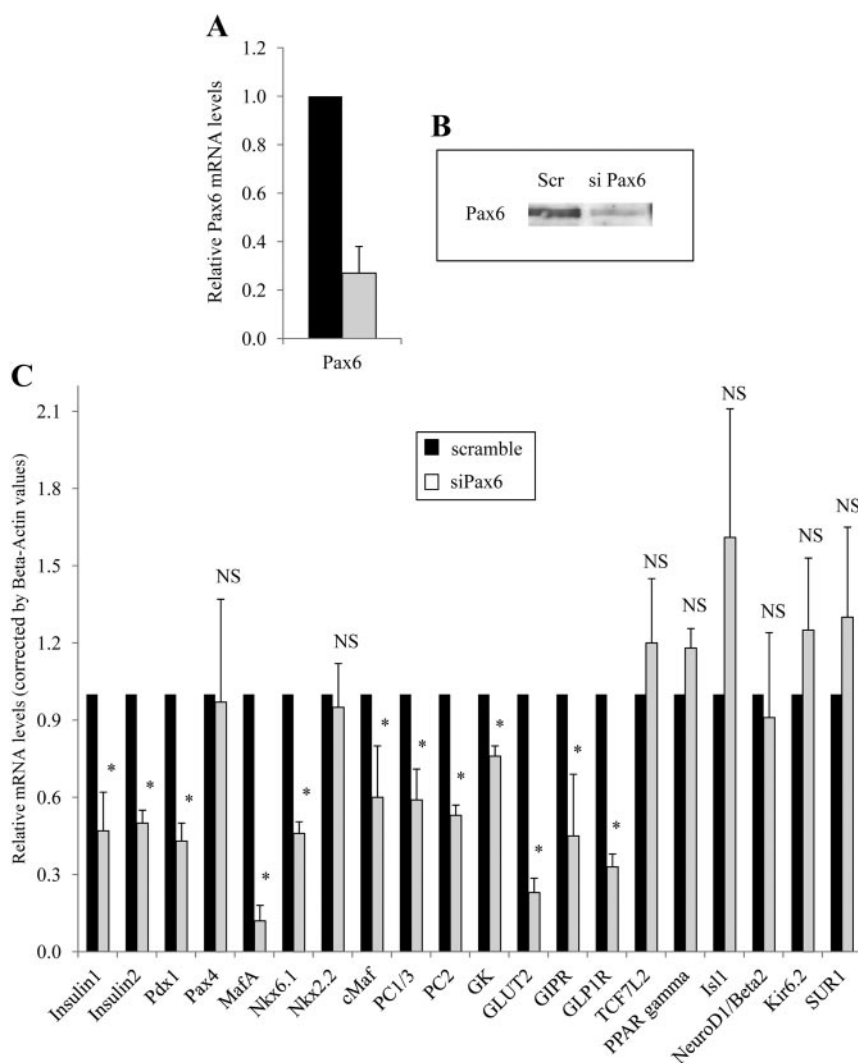 A
Relative Pax6 mRNA levels
1.2
1.0
0.8
0.6
0.4
0.2
0.0
Pax6
B
Scr si Pax6
Pax6
C
Relative mRNA levels (corrected by Beta-Actin values)
2.1
1.8
1.5
1.2
0.9
0.6
0.3
0.0
scramble
siPax6
* * * NS * * NS * * * * * * * NS NS NS NS NS NS
Insulin1
Insulin2
Pdx1
Pax4
MafA
Nkx6.1
Nkx2.2
cMaf
PC1/3
PC2
GK
GLUT2
GIPR
GLP1R
TCF7L2
PPAR gamma
Isl1
NeuroD1/Beta2
Kir6.2
SUR1